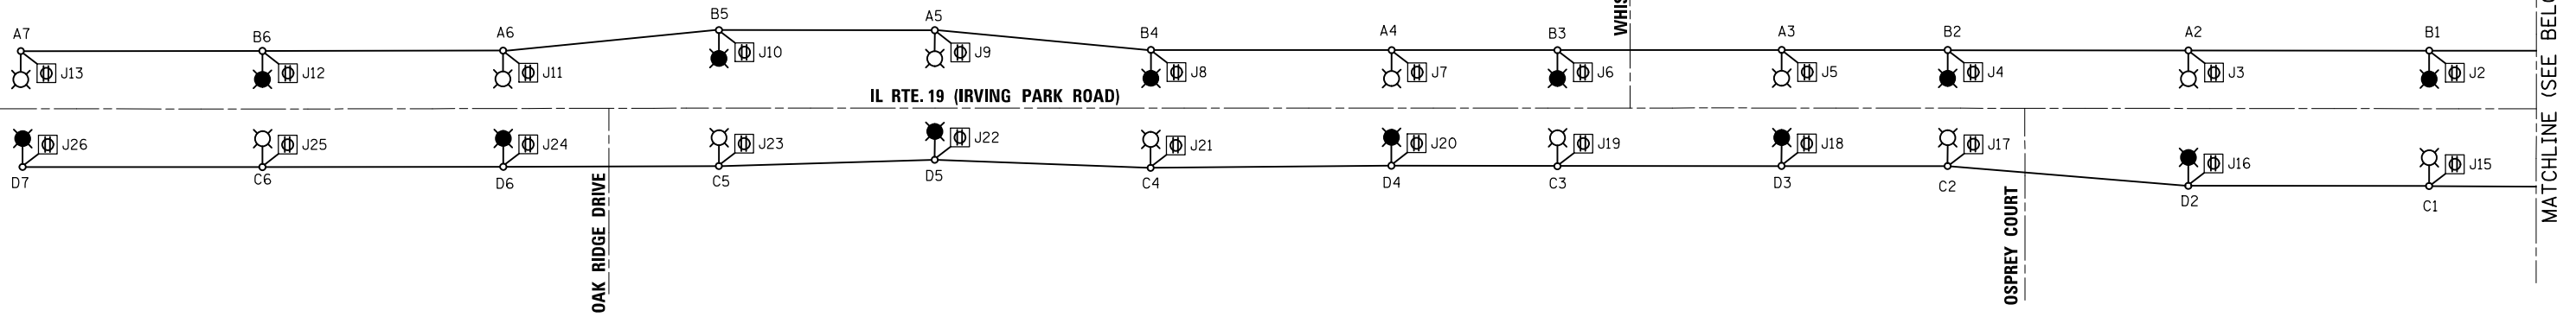 A7 B6 A6 B5 A5 B4 A4 B3 WHIS A3 B2 A2 B1
J13 J12 J11 J10 J9 J8 J7 J6 J5 J4 J3 J2
IL RTE. 19 (IRVING PARK ROAD)
J26 J25 J24 J23 J22 J21 J20 J19 J18 J17 J16 J15
D7 C6 D6 C5 D5 C4 D4 C3 D3 C2 D2 C1
OAK RIDGE DRIVE
OSPREY COURT
MATCHLINE (SEE BELO